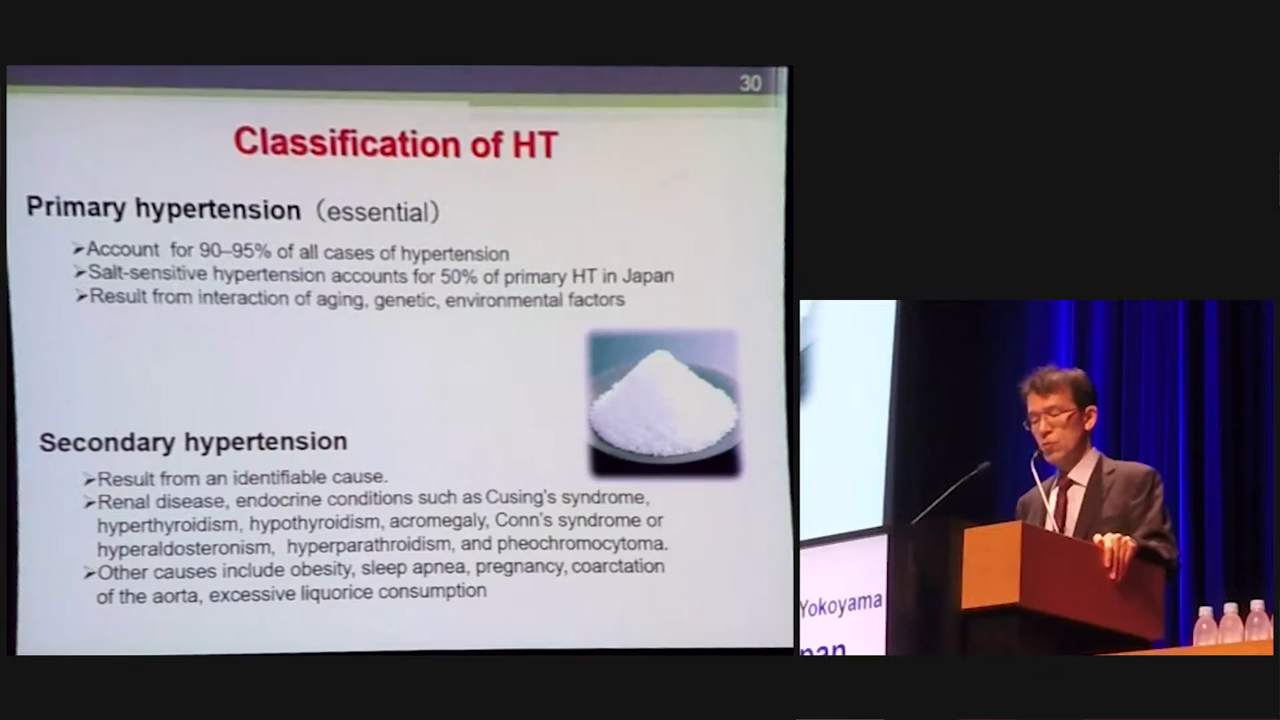 30
Classification of HT
Primary hypertension（essential）
➢Account for 90–95% of all cases of hypertension
➢Salt-sensitive hypertension accounts for 50% of primary HT in Japan
➢Result from interaction of aging, genetic, environmental factors
Secondary hypertension
➢Result from an identifiable cause.
➢Renal disease, endocrine conditions such as Cusing's syndrome,
hyperthyroidism, hypothyroidism, acromegaly, Conn's syndrome or
hyperaldosteronism, hyperparathroidism, and pheochromocytoma.
➢Other causes include obesity, sleep apnea, pregnancy, coarctation
of the aorta, excessive liquorice consumption
Yokoyama
pan